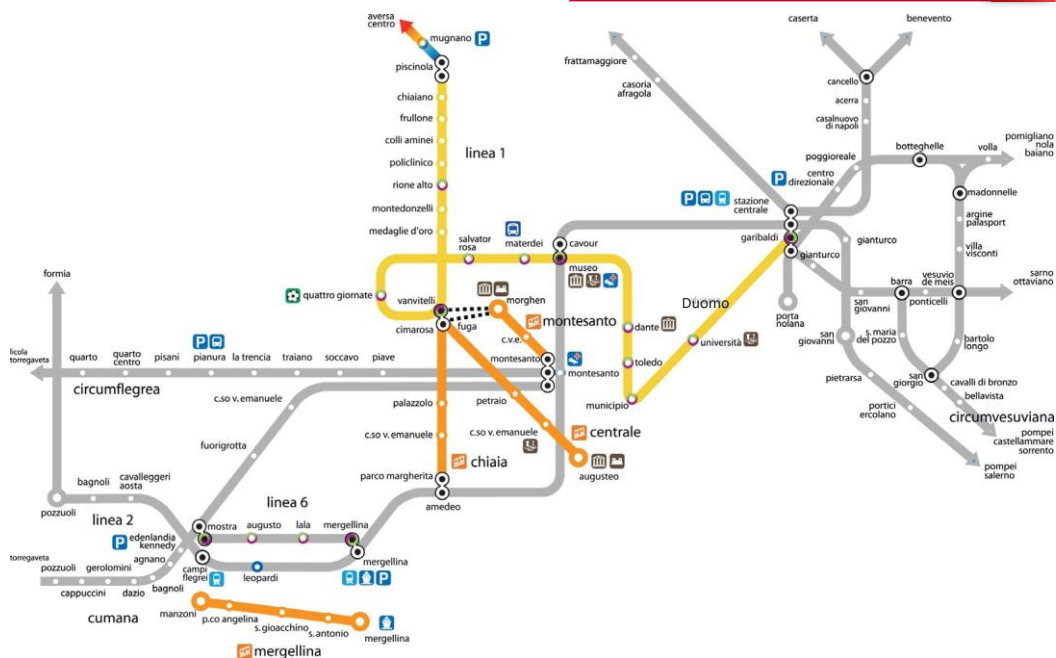 aversa
centro
mugnano
P
piscinola
chiaiano
frullone
colli aminei
policlinico
rione alto
montedonzelli
medaglie d'oro
linea 1
frattamaggiore
casoria
afragola
caserta
benevento
cancello
acerra
casalnuovo
di napoli
poggioreale
botteghelle
volla
pomigliano
nola
baiano
P
centro
direzionale
P
stazione
centrale
madonnelle
argine
palasport
villa
visconti
garibaldi
gianturco
gianturco
salvator
rosa
materdei
cavour
museo
formia
quattro giornate
vanvitelli
morghen
cimarosa
fuga
montesanto
c.v.e.
Duomo
dante
università
toledo
municipio
porta
nolana
san
giovanni
barra
ponticelli
vesuvio
de meis
sarno
ottaviano
san
giovanni
s. maria
del pozzo
bartolo
longo
pietrarsa
san
giorgio
cavalli di bronzo
bellavista
portici
ercolano
circumvesuviana
pompei
castellammare
sorrento
pompei
salerno
licola
torregaveta
quarto
quarto
centro
pisani
P
pianura
la trencia
traiano
soccavo
piave
montesanto
montesanto
circumflegrea
c.so v. emanuele
palazzolo
petraio
c.so v. emanuele
c.so v. emanuele
centrale
fuorigrotta
chiaia
augusteo
parco margherita
amedeo
bagnoli
cavalleggeri
aosta
pozzuoli
linea 2
linea 6
mostra
augusto
lala
mergellina
P
edenlandia
kennedy
agnano
campi
flegrei
leopardi
mergellina
P
torregaveta
pozzuoli
gerolomini
cappuccini
dazio
bagnoli
cumana
manzoni
p.co angelina
s. gioacchino
s. antonio
mergellina
mergellina